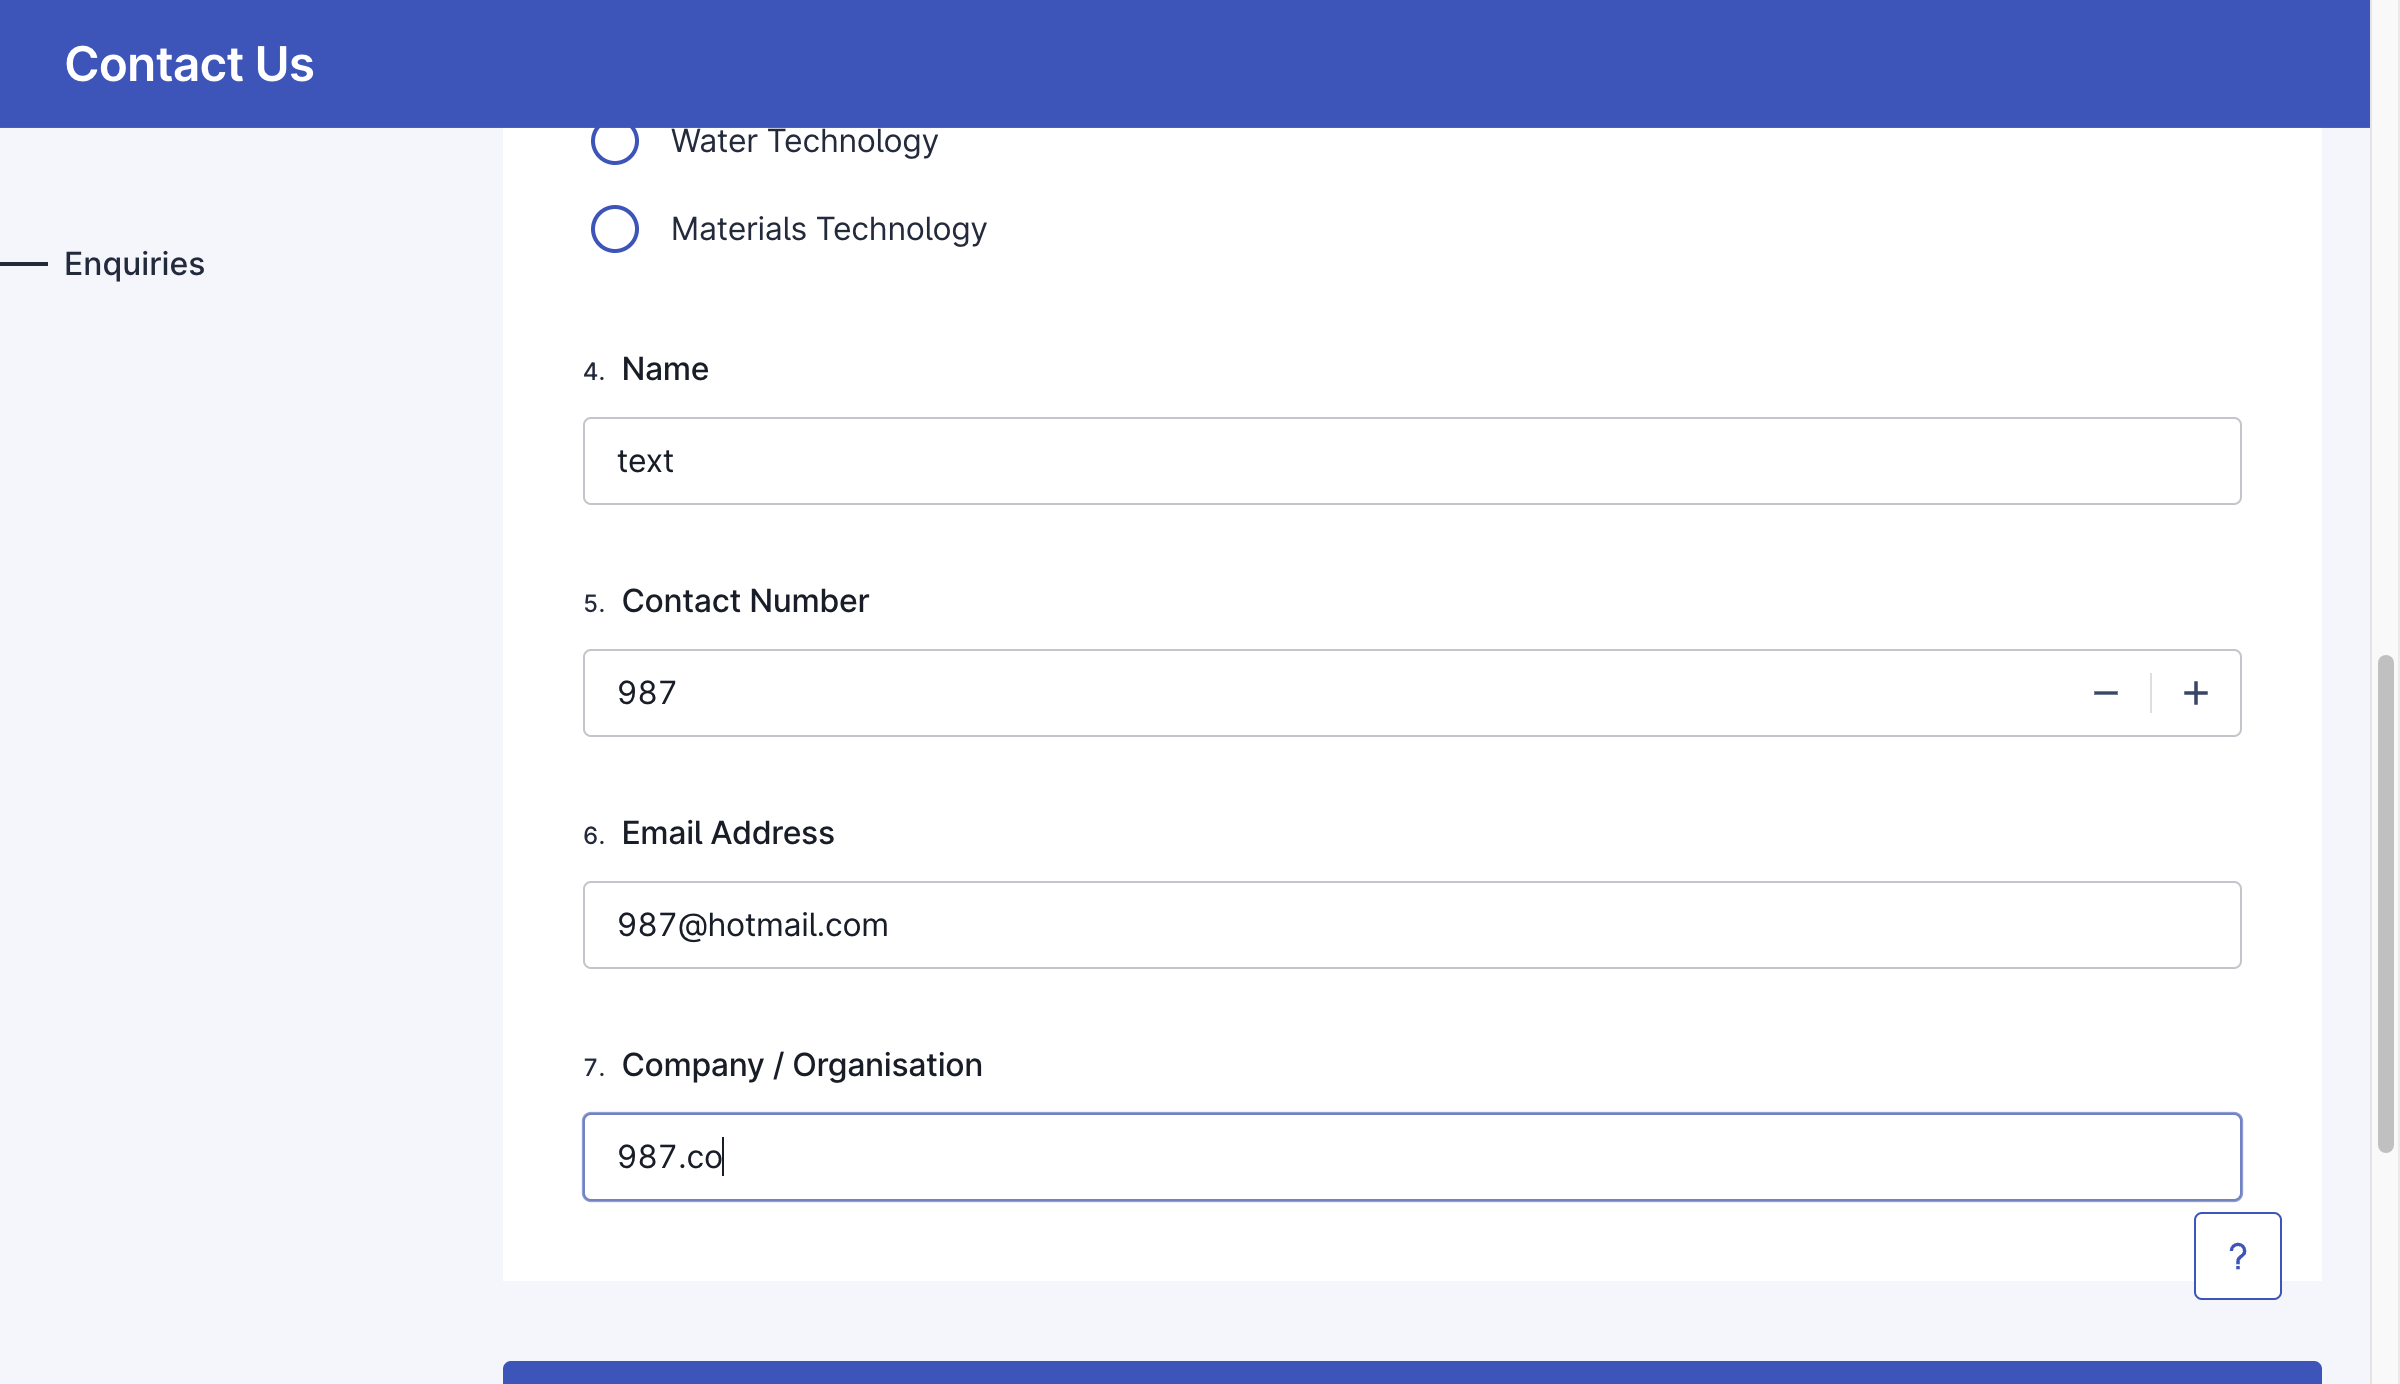 Contact Us
Water Technology
Enquiries
Materials Technology
4. Name
text
5. Contact Number
987
6. Email Address
987@hotmail.com
7. Company / Organisation
987.co
?